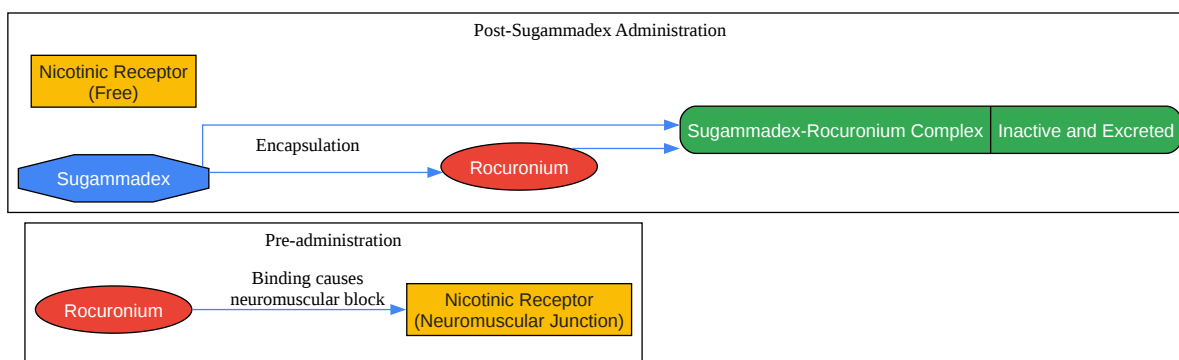 Post-Sugammadex Administration
Nicotinic Receptor
(Free)
Encapsulation
Sugammadex
Rocuronium
Sugammadex-Rocuronium Complex
Inactive and Excreted
Pre-administration
Rocuronium
Binding causes
neuromuscular block
Nicotinic Receptor
(Neuromuscular Junction)